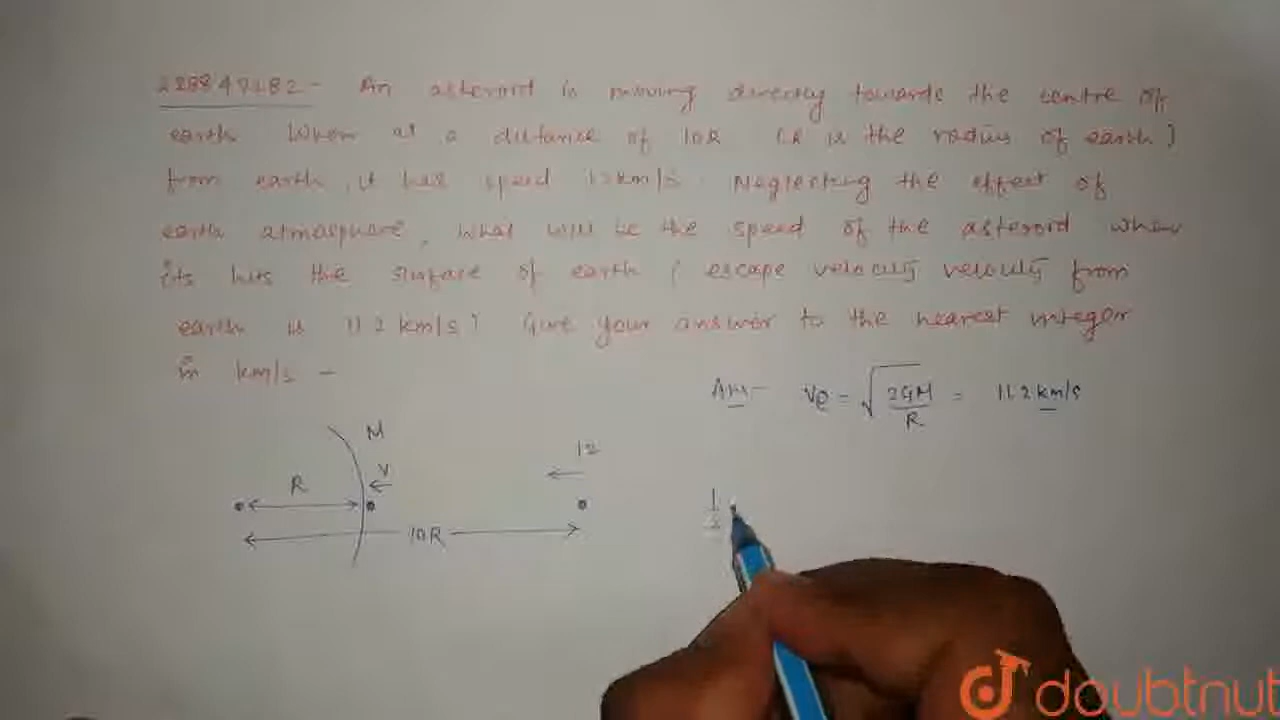 228847282 - An asteroid is moving directly towards the centre of
earth When at a distance of 10R (R is the radius of earth)
from earth, it has speed 12 km/s. Neglecting the effect of
earth atmosphere, what will be the speed of the asteroid when
its hits the surface of earth ( escape velocity velocity from
earth is 11.2 km/s) Give your answer to the nearest integer
in km/s -
Ans - Ve = √2GM/R = 11.2 km/s
M
12
V
R
10R
1/2
doubtnut